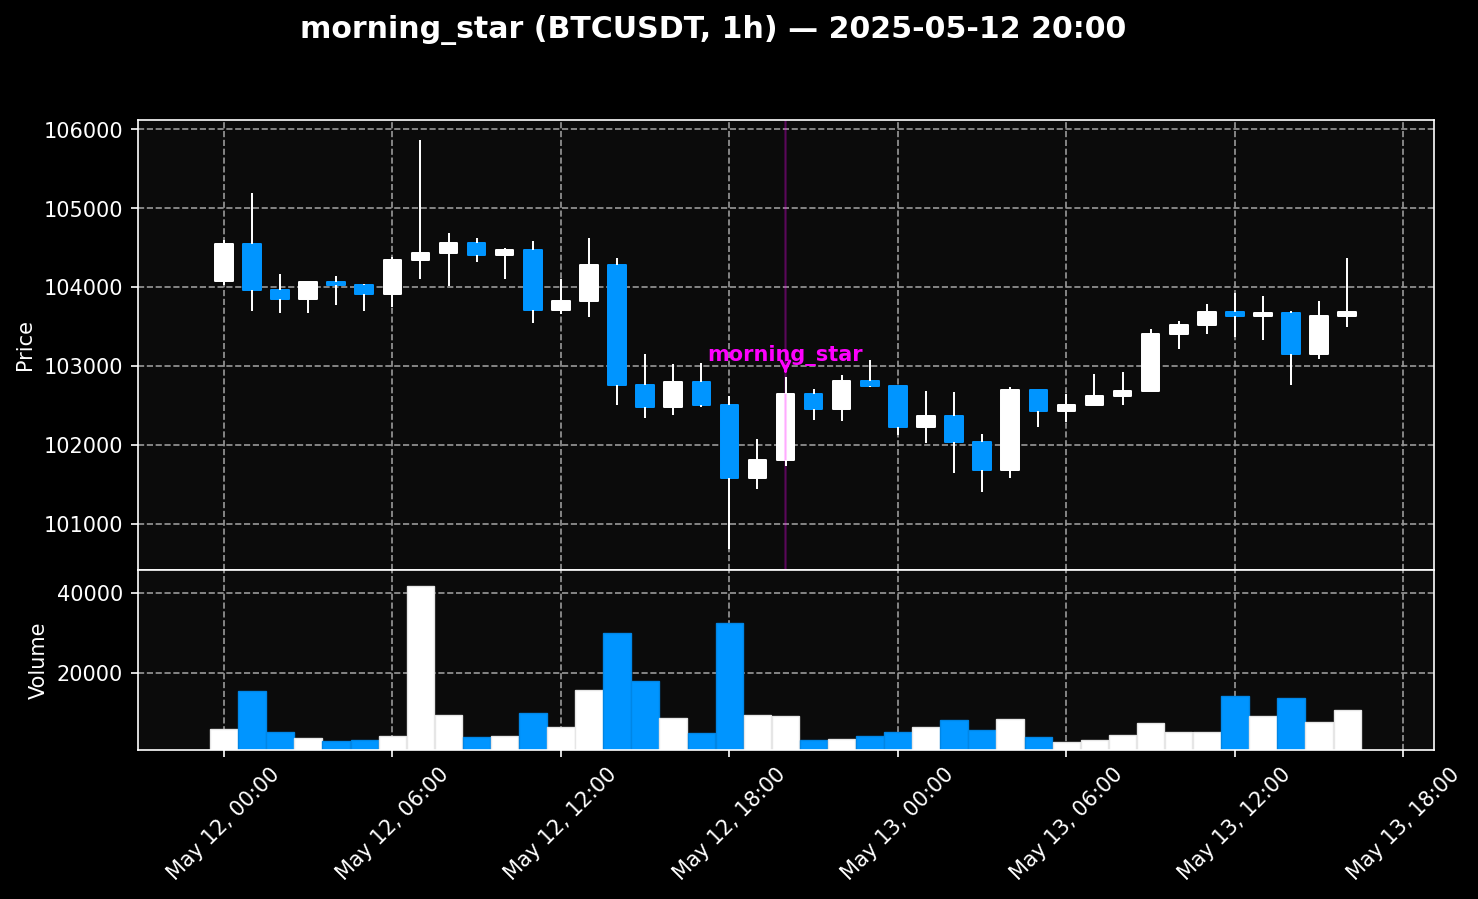 morning_star (BTCUSDT, 1h) — 2025-05-12 20:00
106000
105000
104000
103000
102000
101000
Price
morning_star
40000
20000
Volume
May 12, 00:00
May 12, 06:00
May 12, 12:00
May 12, 18:00
May 13, 00:00
May 13, 06:00
May 13, 12:00
May 13, 18:00